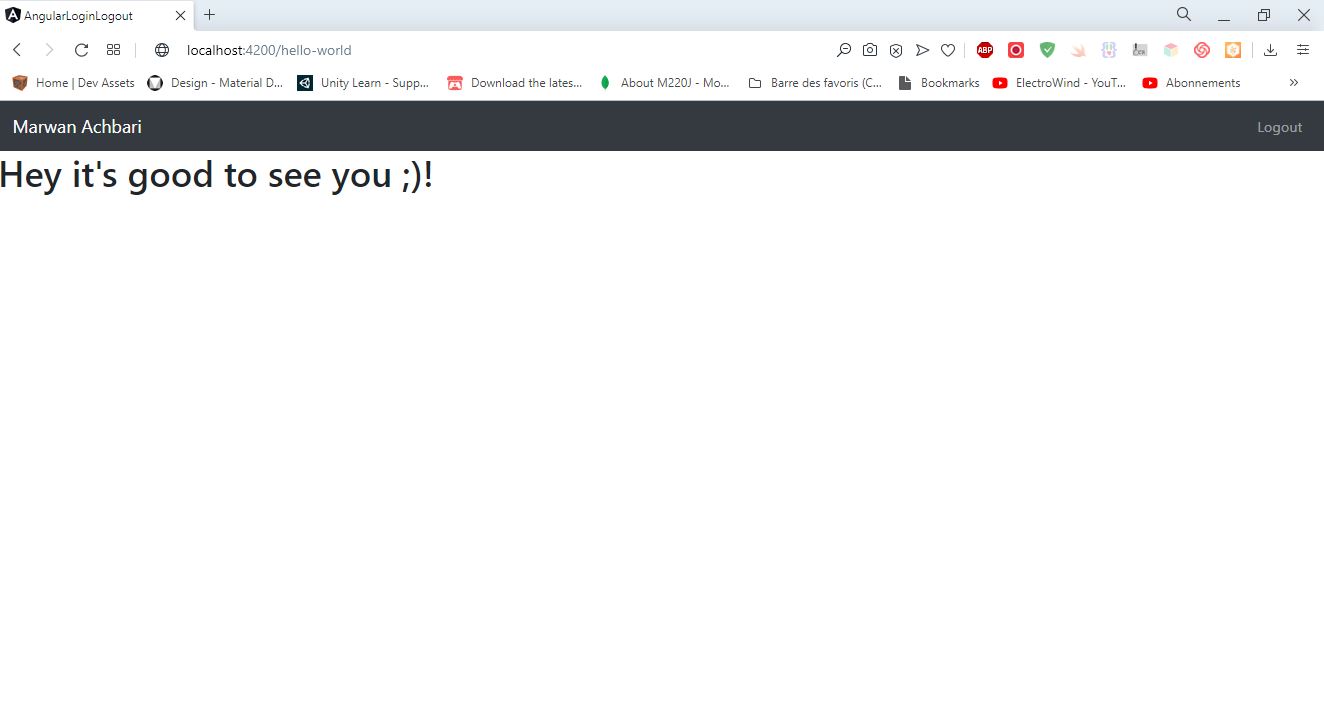 AngularLoginLogout
localhost:4200/hello-world
ABP
Home | Dev Assets Design - Material D... Unity Learn - Supp... Download the lates... About M220J - Mo... Barre des favoris (C... Bookmarks ElectroWind - YouT... Abonnements
Marwan Achbari Logout
Hey it's good to see you ;)!